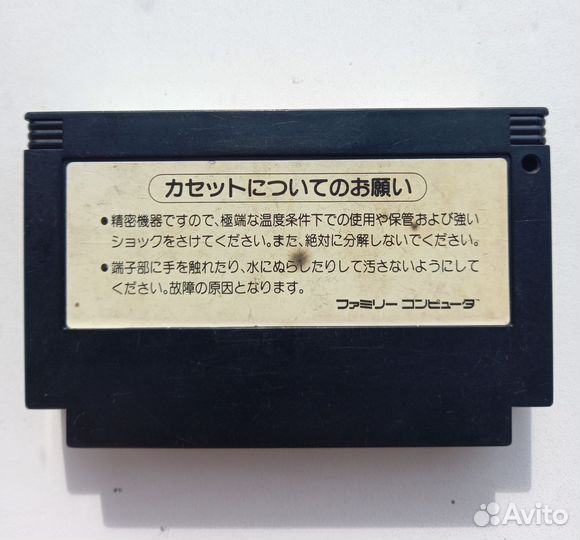 カセットについてのお願い
●精密機器ですので、極端な温度条件下での使用や保管および強い
ショックをさけてください。また、絶対に分解しないでください。
●端子部に手を触れたり、水にぬらしたりして汚さないようにして
ください。故障の原因となります。
ファミリー コンピュータ™
Avito